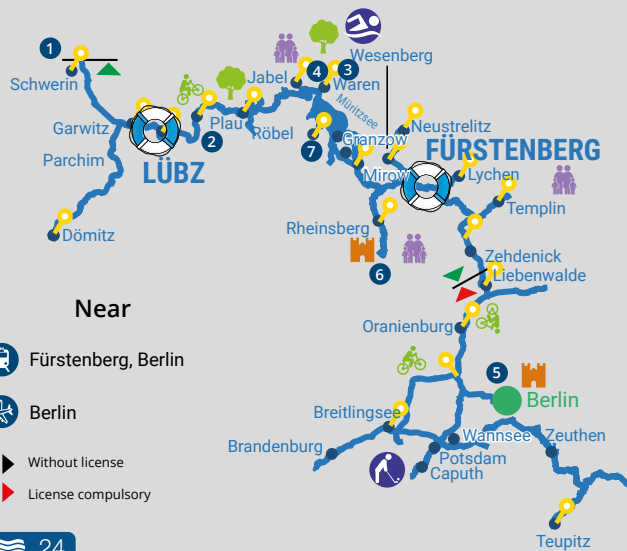 Wesenberg
1
Schwerin
Jabel
4
3
Waren
Müritzsee
Garwitz
Plau
Röbel
2
7
Granzow
Neustrelitz
FÜRSTENBERG
Parchim
LÜBZ
Mirow
Lychen
Templin
Dömitz
Rheinsberg
6
Zehdenick
Liebenwalde
Near
Oranienburg
Fürstenberg, Berlin
5
Berlin
Berlin
Breitlingsee
Wannsee
Zeuthen
Brandenburg
Potsdam
Caputh
Without license
License compulsory
24
Teupitz